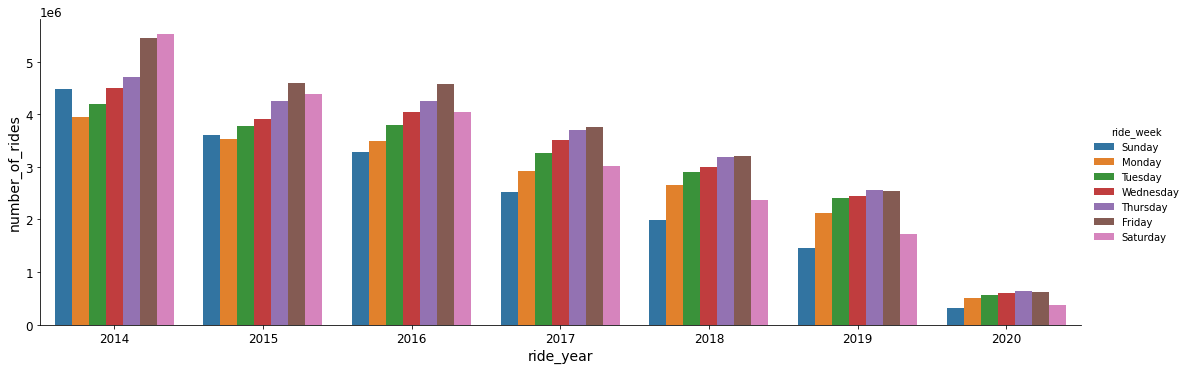 1e6
5
4
3
2
1
0
number_of_rides
2014 2015 2016 2017 2018 2019 2020
ride_year
ride_week
Sunday
Monday
Tuesday
Wednesday
Thursday
Friday
Saturday